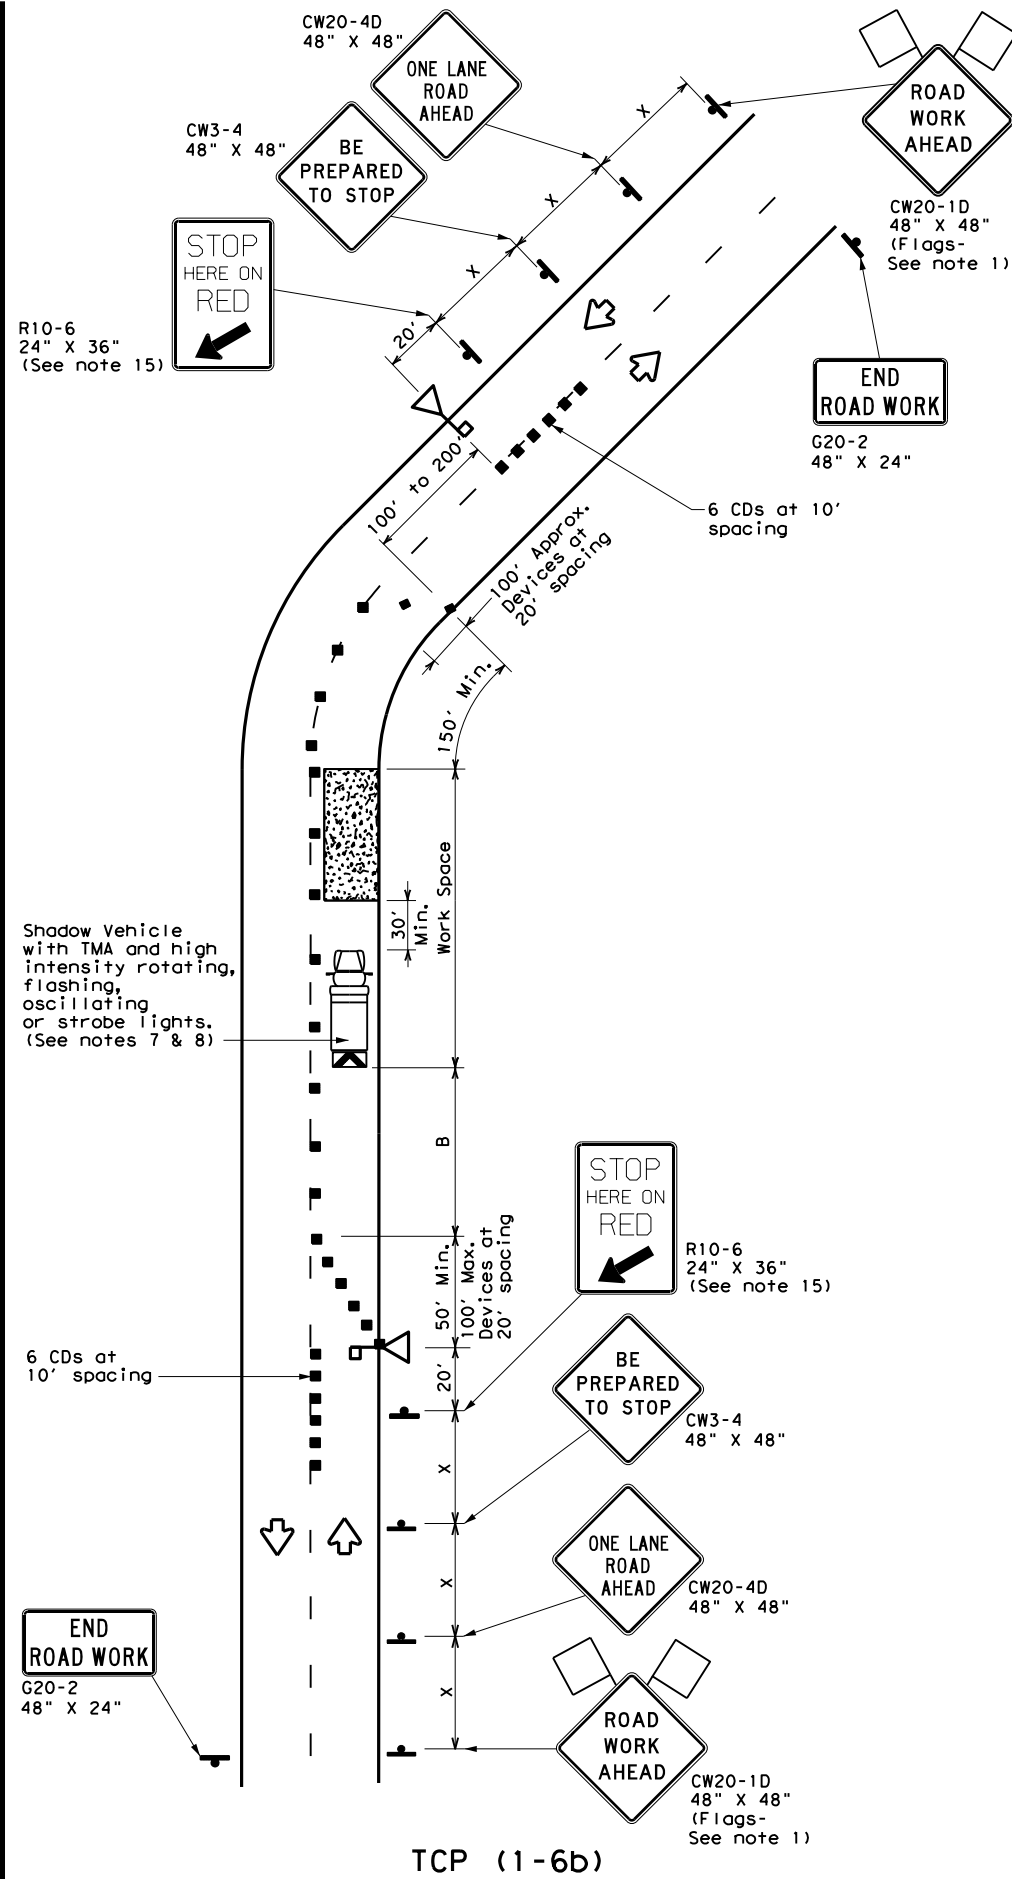 CW20-4D
48" X 48"
ONE LANE
ROAD
AHEAD
ROAD
WORK
AHEAD
CW3-4
48" X 48"
BE
PREPARED
TO STOP
X
CW20-1D
48" X 48"
(Flags-
See note 1)
X
STOP
HERE ON
RED
X
R10-6
24" X 36"
(See note 15)
20'
END
ROAD WORK
G20-2
48" X 24"
100' to 200'
6 CDs at 10'
spacing
100' Approx.
Devices at
20' spacing
150' Min.
Work Space
30'
Min.
Shadow Vehicle
with TMA and high
intensity rotating,
flashing,
oscillating
or strobe lights.
(See notes 7 & 8)
B
STOP
HERE ON
RED
R10-6
24" X 36"
(See note 15)
50' Min.
100' Max.
Devices at
20' spacing
6 CDs at
10' spacing
20'
BE
PREPARED
TO STOP
CW3-4
48" X 48"
X
ONE LANE
ROAD
AHEAD
CW20-4D
48" X 48"
X
END
ROAD WORK
G20-2
48" X 24"
X
ROAD
WORK
AHEAD
CW20-1D
48" X 48"
(Flags-
See note 1)
TCP (1-6b)